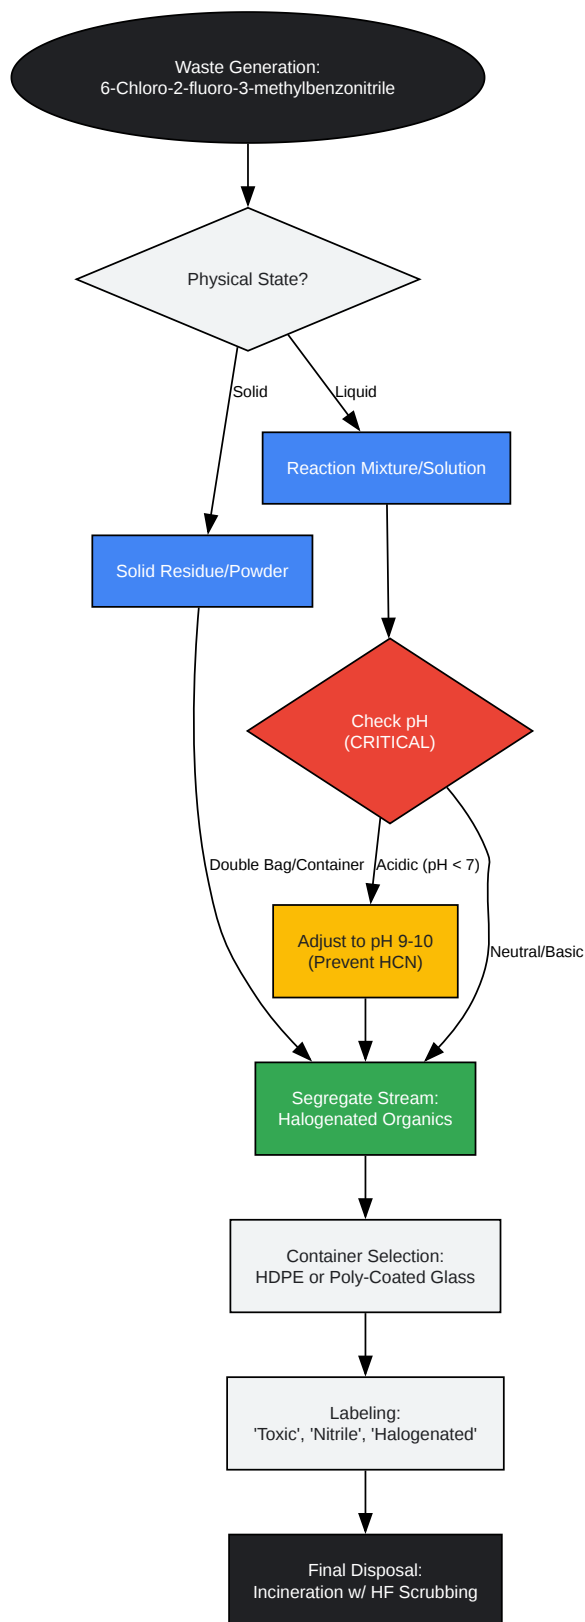 Waste Generation:
6-Chloro-2-fluoro-3-methylbenzonitrile
Physical State?
Solid
Liquid
Reaction Mixture/Solution
Solid Residue/Powder
Check pH
(CRITICAL)
Double Bag/Container
Acidic (pH < 7)
Adjust to pH 9-10
(Prevent HCN)
Neutral/Basic
Segregate Stream:
Halogenated Organics
Container Selection:
HDPE or Poly-Coated Glass
Labeling:
'Toxic', 'Nitrile', 'Halogenated'
Final Disposal:
Incineration w/ HF Scrubbing